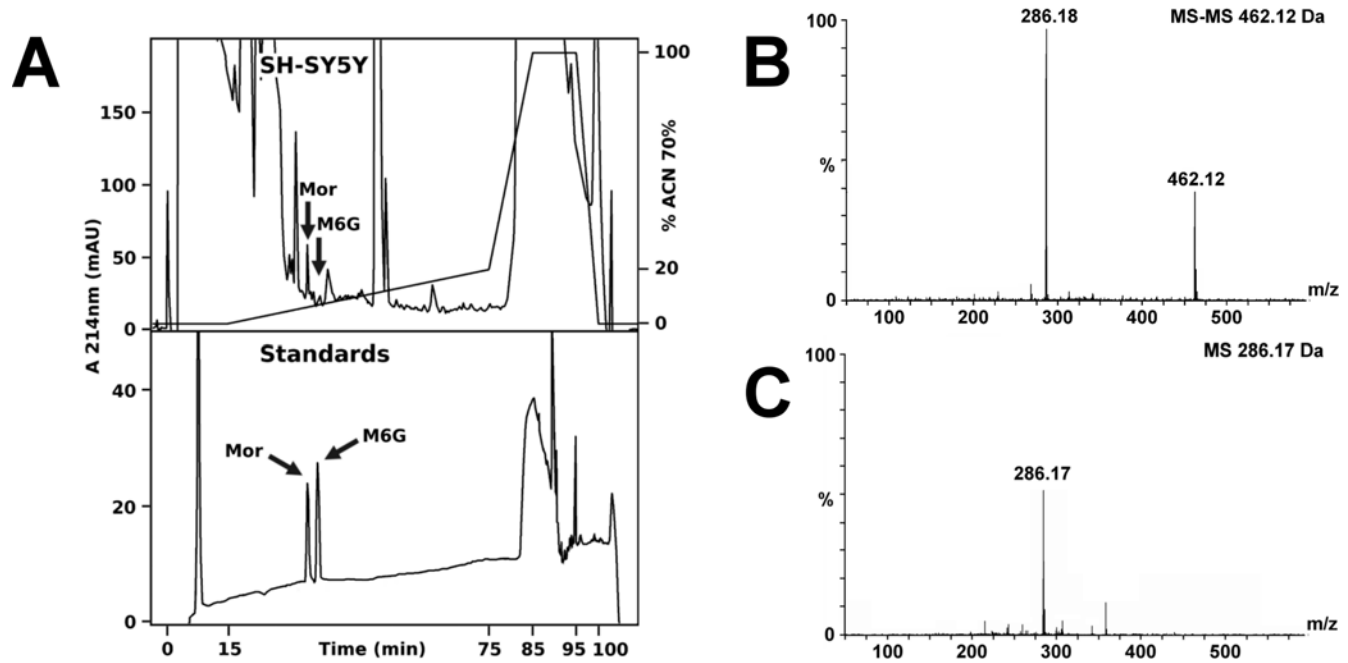 A
SH-SY5Y
150
100
50
0
Mor
M6G
100
20
0
% ACN 70%
A 214nm (mAU)
Standards
40
20
0
Mor
M6G
0 15 Time (min) 75 85 95 100
B
MS-MS 462.12 Da
100
286.18
%
462.12
0
m/z
100 200 300 400 500
C
MS 286.17 Da
100
286.17
%
0
m/z
100 200 300 400 500